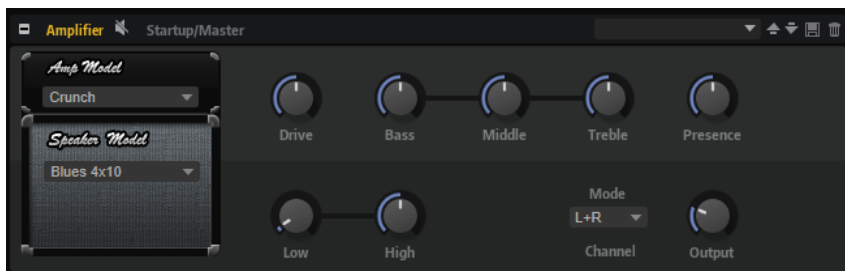 Amplifier Startup/Master
Amp Model
Crunch
Drive Bass Middle Treble Presence
Speaker Model
Blues 4x10
Mode
L+R
Low High Channel Output